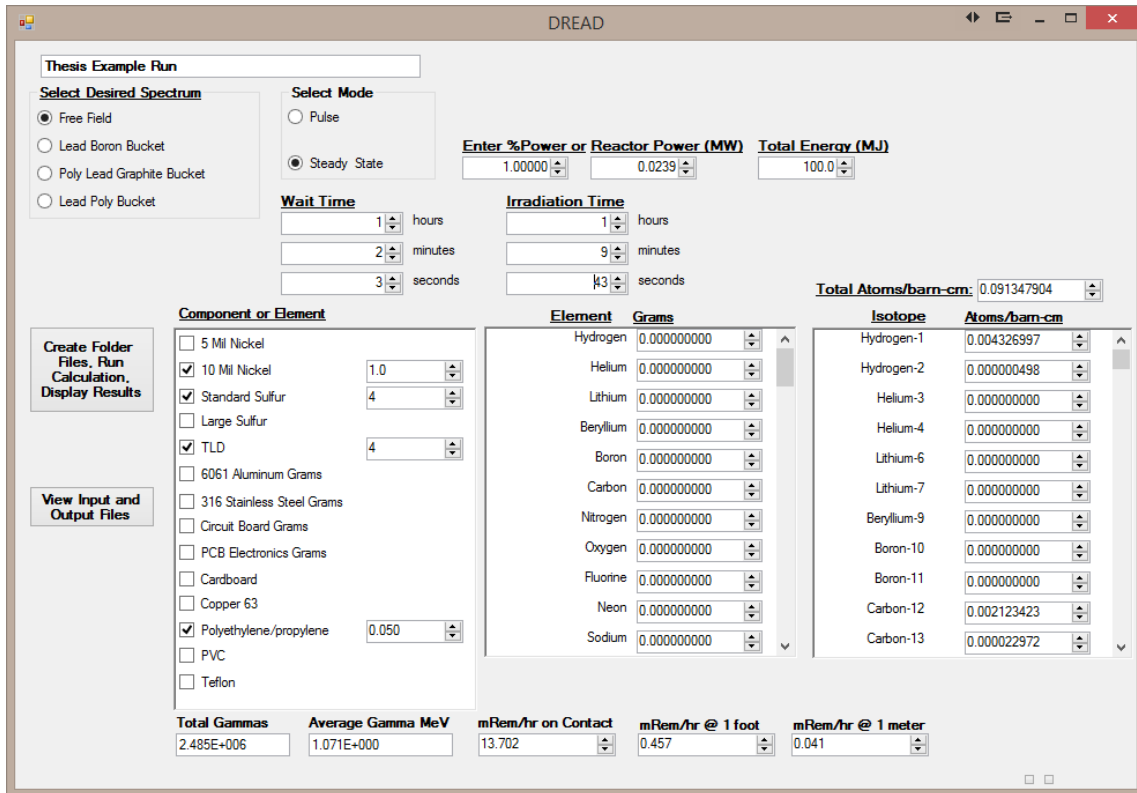 DREAD
Thesis Example Run
Select Desired Spectrum
Free Field
Lead Boron Bucket
Poly Lead Graphite Bucket
Lead Poly Bucket
Select Mode
Pulse
Steady State
Enter %Power or Reactor Power (MW) Total Energy (MJ)
1.00000 0.0239 100.0
Wait Time
1 hours
2 minutes
3 seconds
Irradiation Time
1 hours
9 minutes
43 seconds
Total Atoms/barn-cm: 0.091347904
Create Folder
Files, Run
Calculation,
Display Results
View Input and
Output Files
Component or Element
5 Mil Nickel
10 Mil Nickel 1.0
Standard Sulfur 4
Large Sulfur
TLD 4
6061 Aluminum Grams
316 Stainless Steel Grams
Circuit Board Grams
PCB Electronics Grams
Cardboard
Copper 63
Polyethylene/propylene 0.050
PVC
Teflon
Element Grams
Hydrogen 0.000000000
Helium 0.000000000
Lithium 0.000000000
Beryllium 0.000000000
Boron 0.000000000
Carbon 0.000000000
Nitrogen 0.000000000
Oxygen 0.000000000
Fluorine 0.000000000
Neon 0.000000000
Sodium 0.000000000
Isotope Atoms/barn-cm
Hydrogen-1 0.004326997
Hydrogen-2 0.000000498
Helium-3 0.000000000
Helium-4 0.000000000
Lithium-6 0.000000000
Lithium-7 0.000000000
Beryllium-9 0.000000000
Boron-10 0.000000000
Boron-11 0.000000000
Carbon-12 0.002123423
Carbon-13 0.000022972
Total Gammas Average Gamma MeV mRem/hr on Contact mRem/hr @ 1 foot mRem/hr @ 1 meter
2.485E+006 1.071E+000 13.702 0.457 0.041